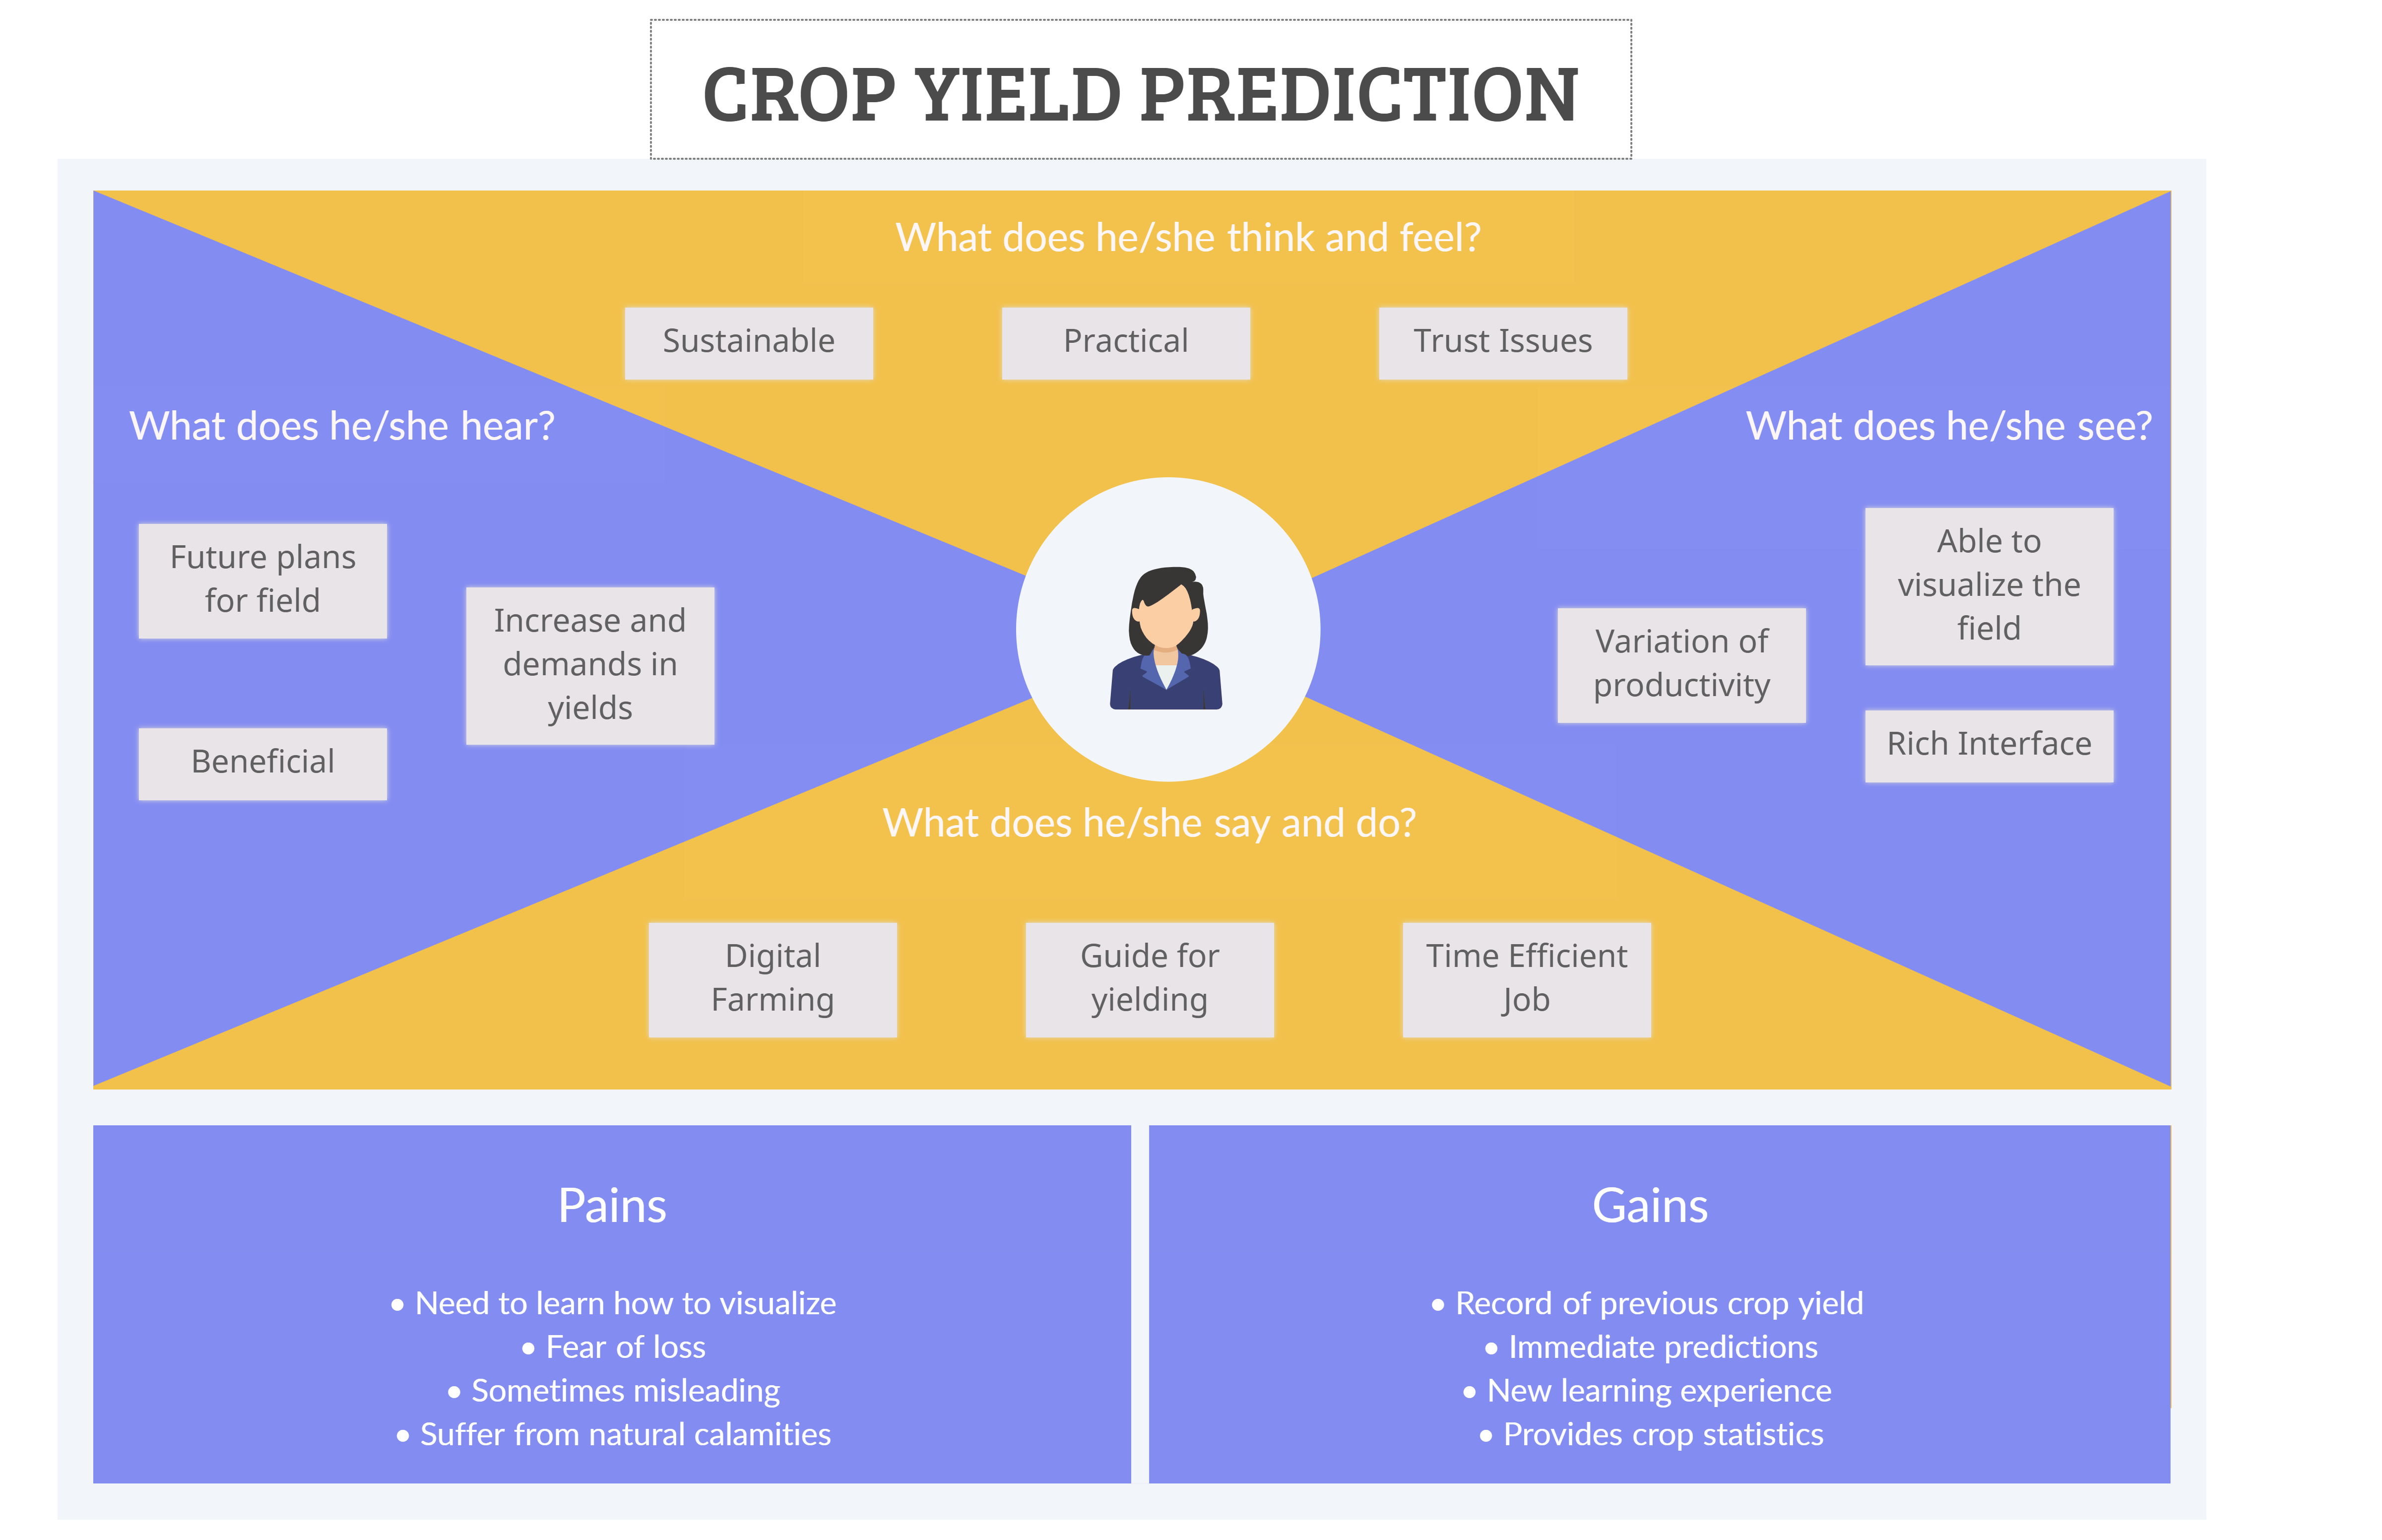 CROP YIELD PREDICTION
What does he/she think and feel?
Sustainable
Practical
Trust Issues
What does he/she hear?
Future plans
for field
Increase and
demands in
yields
Beneficial
What does he/she see?
Able to
visualize the
field
Variation of
productivity
Rich Interface
What does he/she say and do?
Digital
Farming
Guide for
yielding
Time Efficient
Job
Pains
• Need to learn how to visualize
• Fear of loss
• Sometimes misleading
• Suffer from natural calamities
Gains
• Record of previous crop yield
• Immediate predictions
• New learning experience
• Provides crop statistics